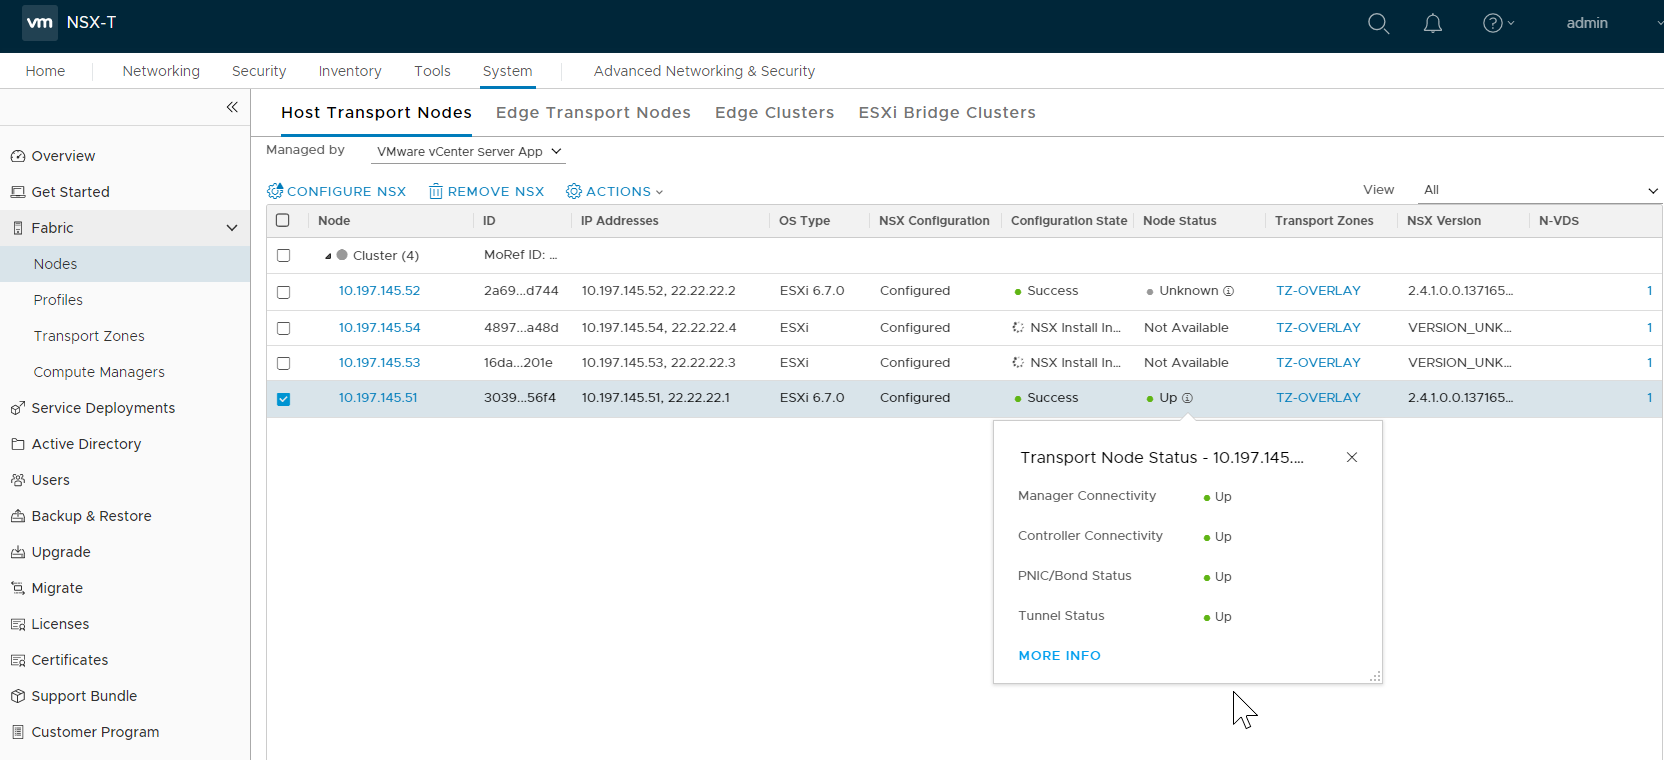 vm NSX-T admin
Home Networking Security Inventory Tools System Advanced Networking & Security
Host Transport Nodes Edge Transport Nodes Edge Clusters ESXi Bridge Clusters
Managed by VMware vCenter Server App
CONFIGURE NSX REMOVE NSX ACTIONS View All
Node ID IP Addresses OS Type NSX Configuration Configuration State Node Status Transport Zones NSX Version N-VDS
Cluster (4) MoRef ID: ...
10.197.145.52 2a69...d744 10.197.145.52, 22.22.22.2 ESXi 6.7.0 Configured Success Unknown TZ-OVERLAY 2.4.1.0.0.137165... 1
10.197.145.54 4897...a48d 10.197.145.54, 22.22.22.4 ESXi Configured NSX Install In... Not Available TZ-OVERLAY VERSION_UNK... 1
10.197.145.53 16da...201e 10.197.145.53, 22.22.22.3 ESXi Configured NSX Install In... Not Available TZ-OVERLAY VERSION_UNK... 1
10.197.145.51 3039...56f4 10.197.145.51, 22.22.22.1 ESXi 6.7.0 Configured Success Up TZ-OVERLAY 2.4.1.0.0.137165... 1
Transport Node Status - 10.197.145....
Manager Connectivity Up
Controller Connectivity Up
PNIC/Bond Status Up
Tunnel Status Up
MORE INFO
Overview
Get Started
Fabric
Nodes
Profiles
Transport Zones
Compute Managers
Service Deployments
Active Directory
Users
Backup & Restore
Upgrade
Migrate
Licenses
Certificates
Support Bundle
Customer Program